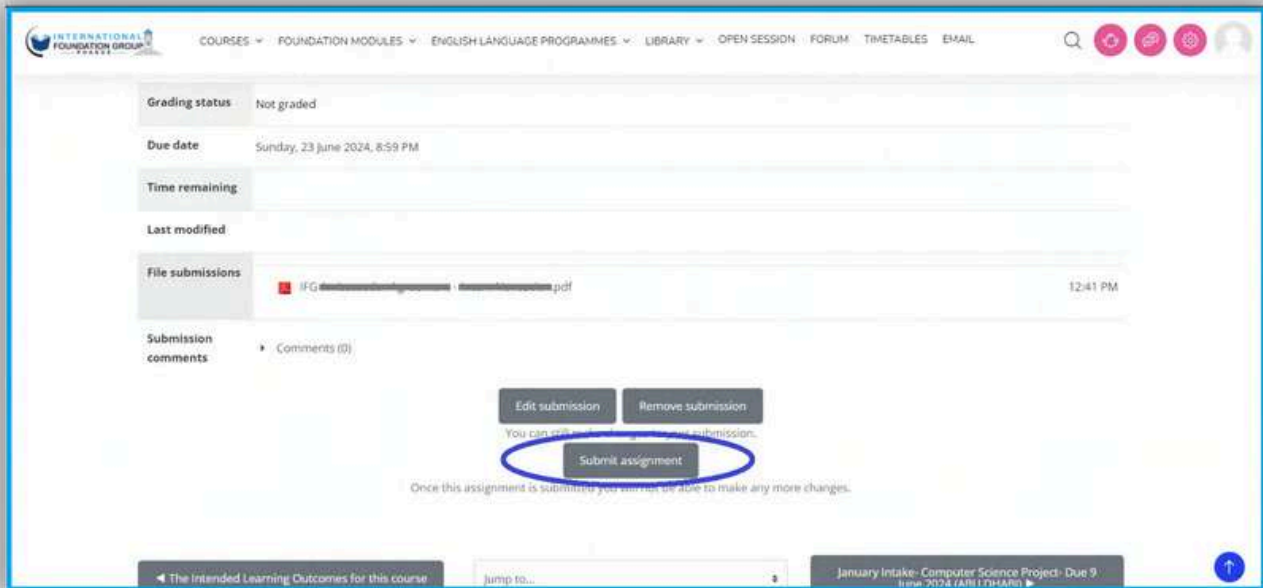 INTERNATIONAL
FOUNDATION GROUP
COURSES FOUNDATION MODULES ENGLISH LANGUAGE PROGRAMMES LIBRARY OPEN SESSION FORUM TIMETABLES EMAIL
Grading status Not graded
Due date Sunday, 23 June 2024, 8:59 PM
Time remaining
Last modified
File submissions
IFG .pdf 12:41 PM
Submission
comments
Comments (0)
Edit submission Remove submission
You can still submission.
Submit assignment
Once this assignment is submitted you will not be able to make any more changes.
◄ The Intended Learning Outcomes for this course
Jump to...
January Intake- Computer Science Project- Due 9
June 2024 (ABU DHABI) ►